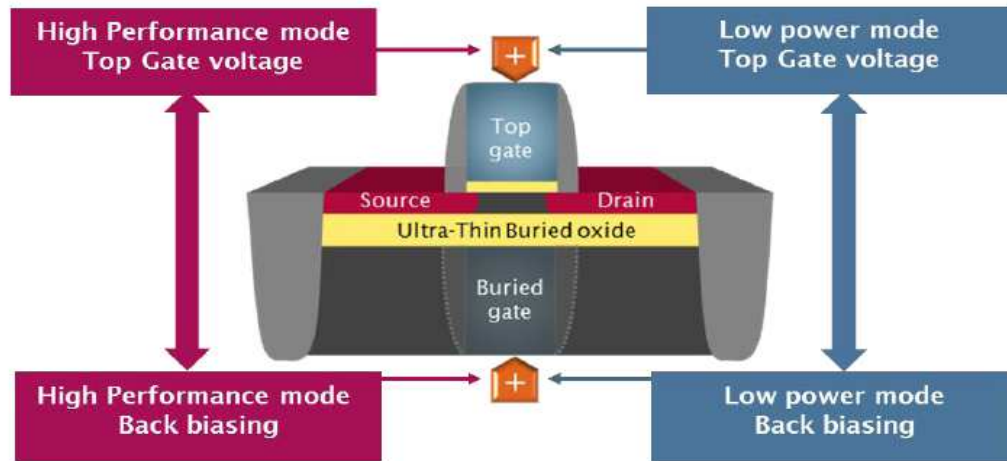 High Performance mode
Top Gate voltage
+
Low power mode
Top Gate voltage
Top
gate
Source
Drain
Ultra-Thin Buried oxide
Buried
gate
High Performance mode
Back biasing
+
Low power mode
Back biasing